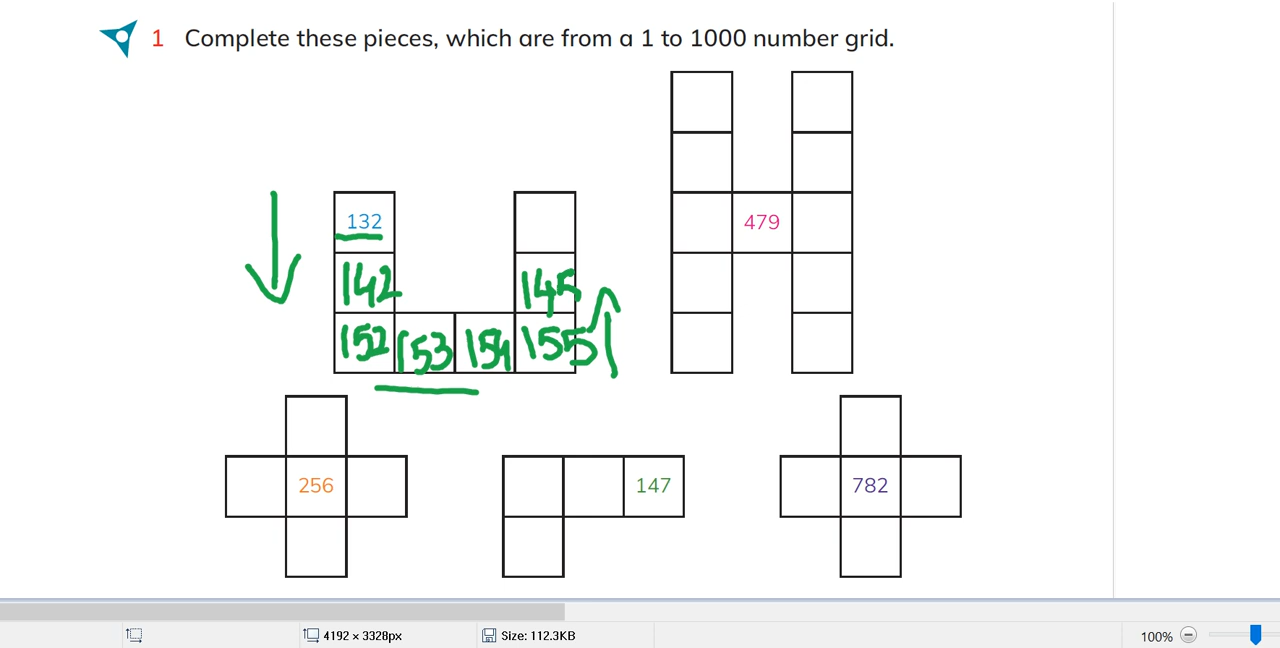 1 Complete these pieces, which are from a 1 to 1000 number grid.
132 479
142 145
152 153 154 155
256 147 782
4192 × 3328px Size: 112.3KB 100%